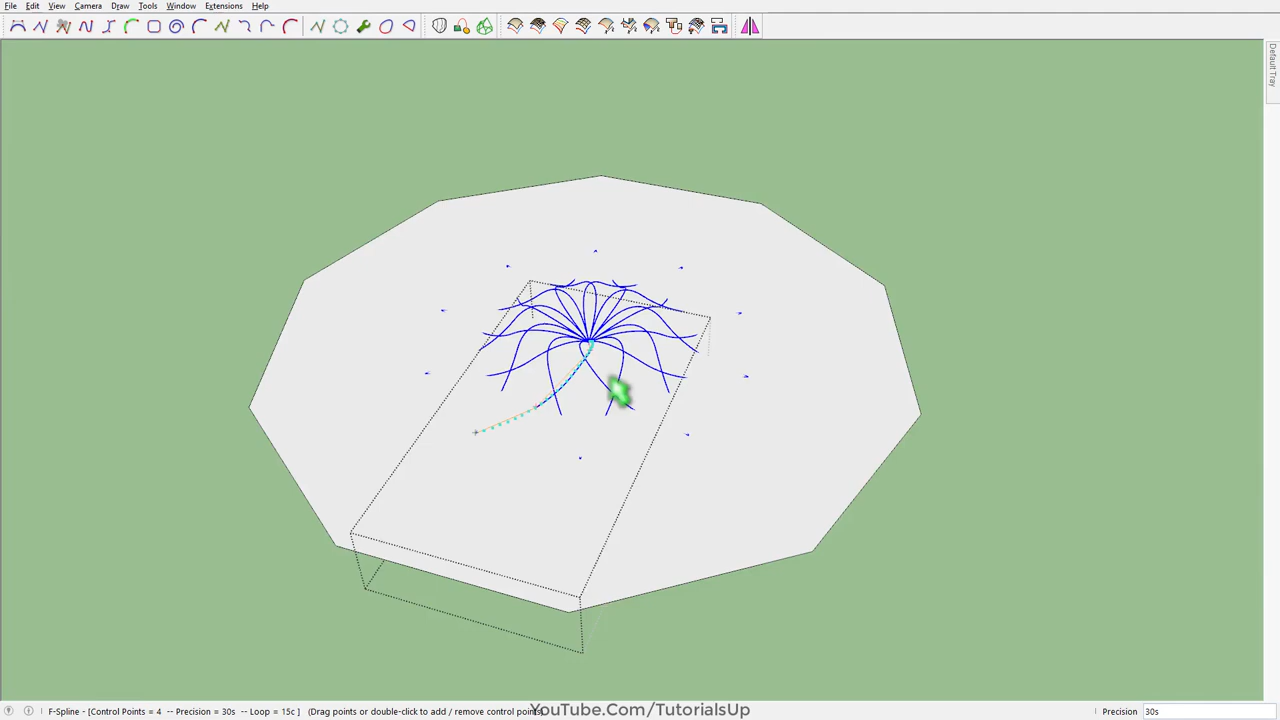 File Edit View Camera Draw Tools Window Extensions Help
Default Tray
F-Spline - [Control Points = 4 -- Precision = 30s -- Loop = 15c ] (Drag points or double-click to add / remove control points)
YouTube.Com/TutorialsUp
Precision 30s